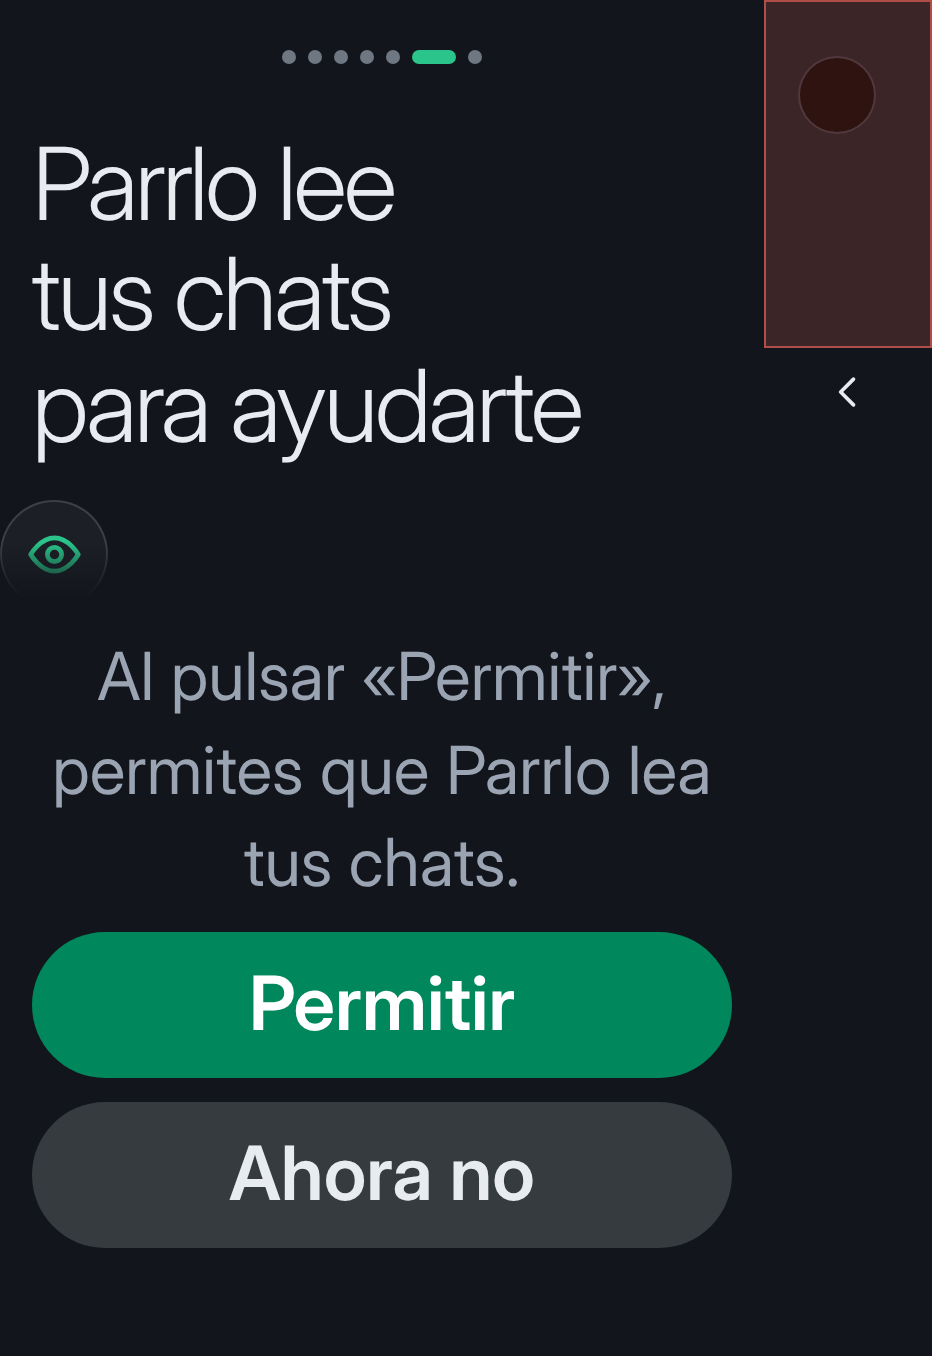 Parrlo lee
tus chats
para ayudarte
Al pulsar «Permitir»,
permites que Parrlo lea
tus chats.
Permitir
Ahora no